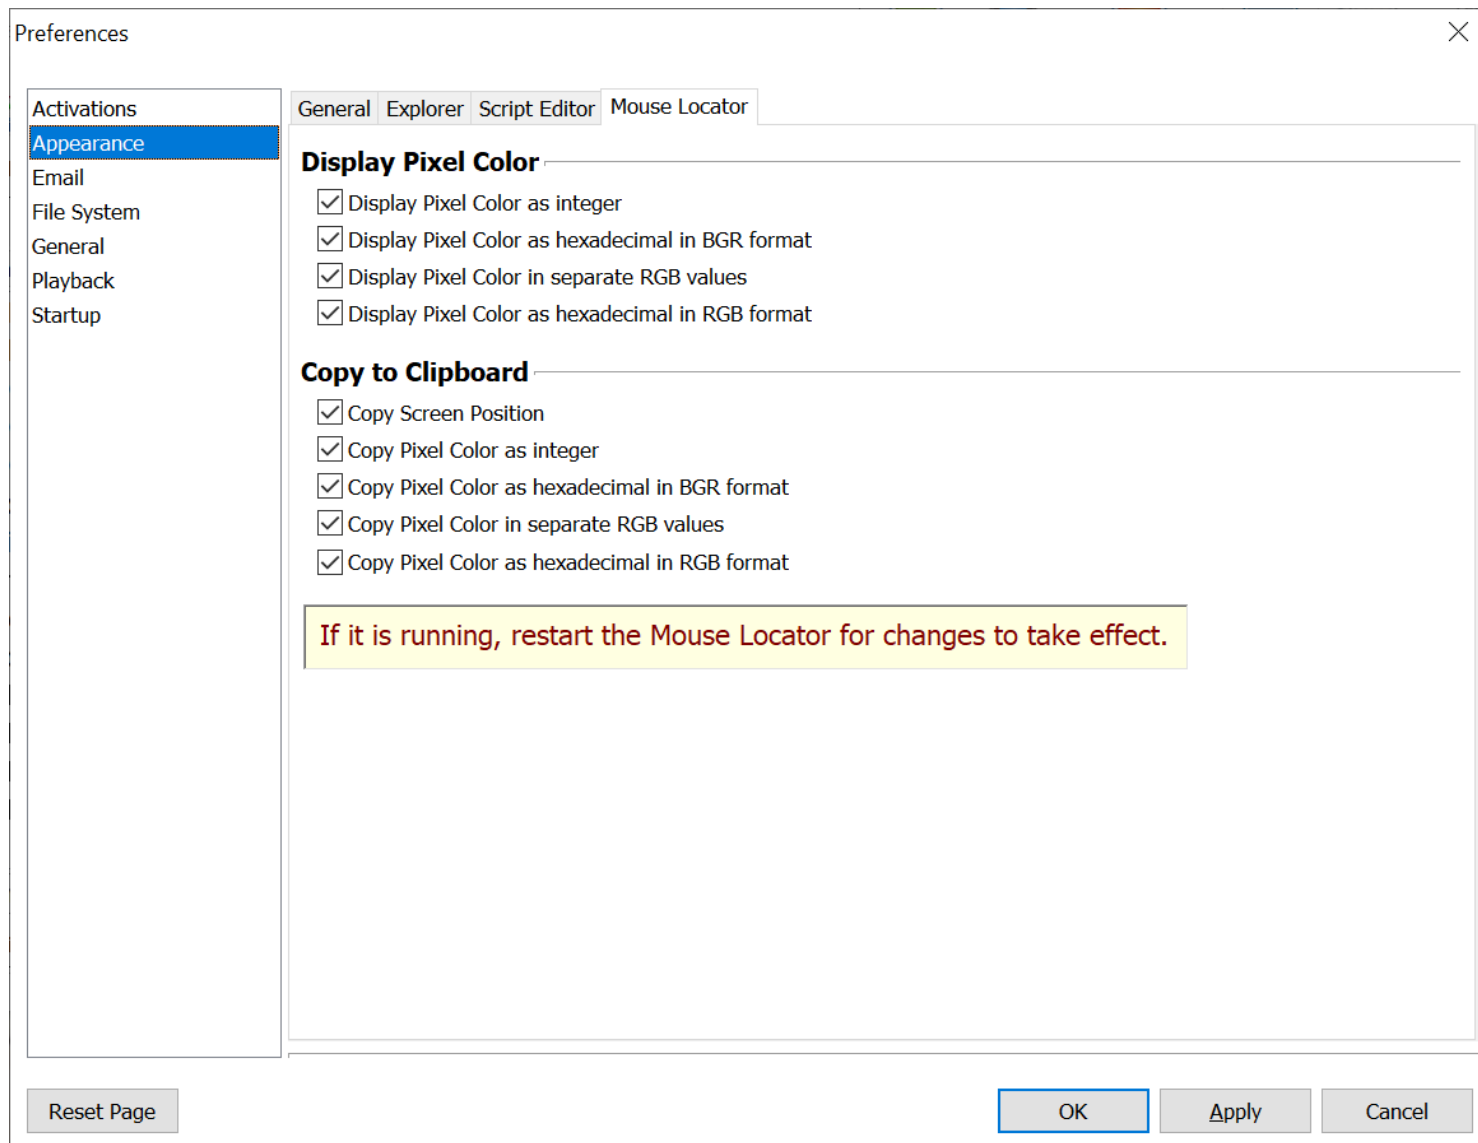 Preferences
Activations
Appearance
Email
File System
General
Playback
Startup
General Explorer Script Editor Mouse Locator
Display Pixel Color
Display Pixel Color as integer
Display Pixel Color as hexadecimal in BGR format
Display Pixel Color in separate RGB values
Display Pixel Color as hexadecimal in RGB format
Copy to Clipboard
Copy Screen Position
Copy Pixel Color as integer
Copy Pixel Color as hexadecimal in BGR format
Copy Pixel Color in separate RGB values
Copy Pixel Color as hexadecimal in RGB format
If it is running, restart the Mouse Locator for changes to take effect.
Reset Page OK Apply Cancel